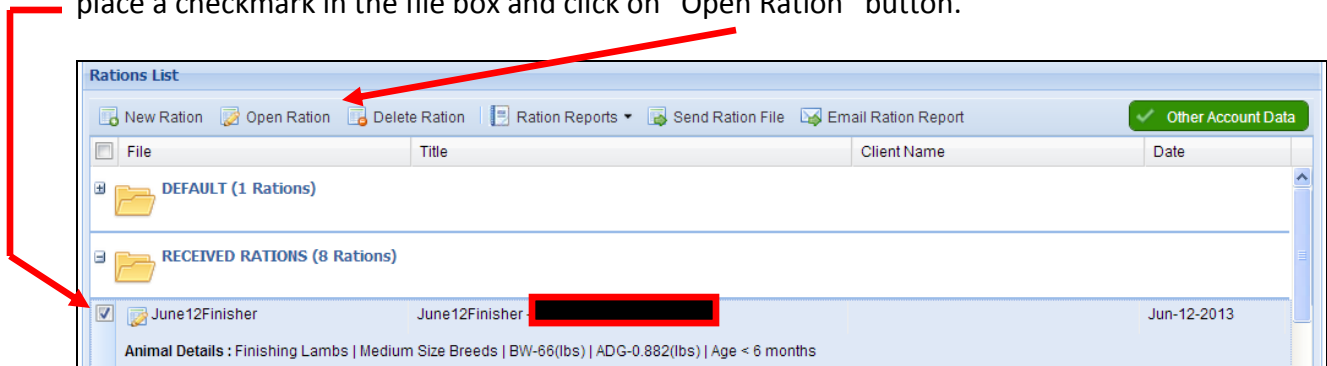 place a checkmark in the file box and click on "Open Ration" button.
Rations List
New Ration Open Ration Delete Ration Ration Reports Send Ration File Email Ration Report Other Account Data
File Title Client Name Date
DEFAULT (1 Rations)
RECEIVED RATIONS (8 Rations)
June12Finisher June12Finisher - Jun-12-2013
Animal Details : Finishing Lambs | Medium Size Breeds | BW-66(lbs) | ADG-0.882(lbs) | Age < 6 months